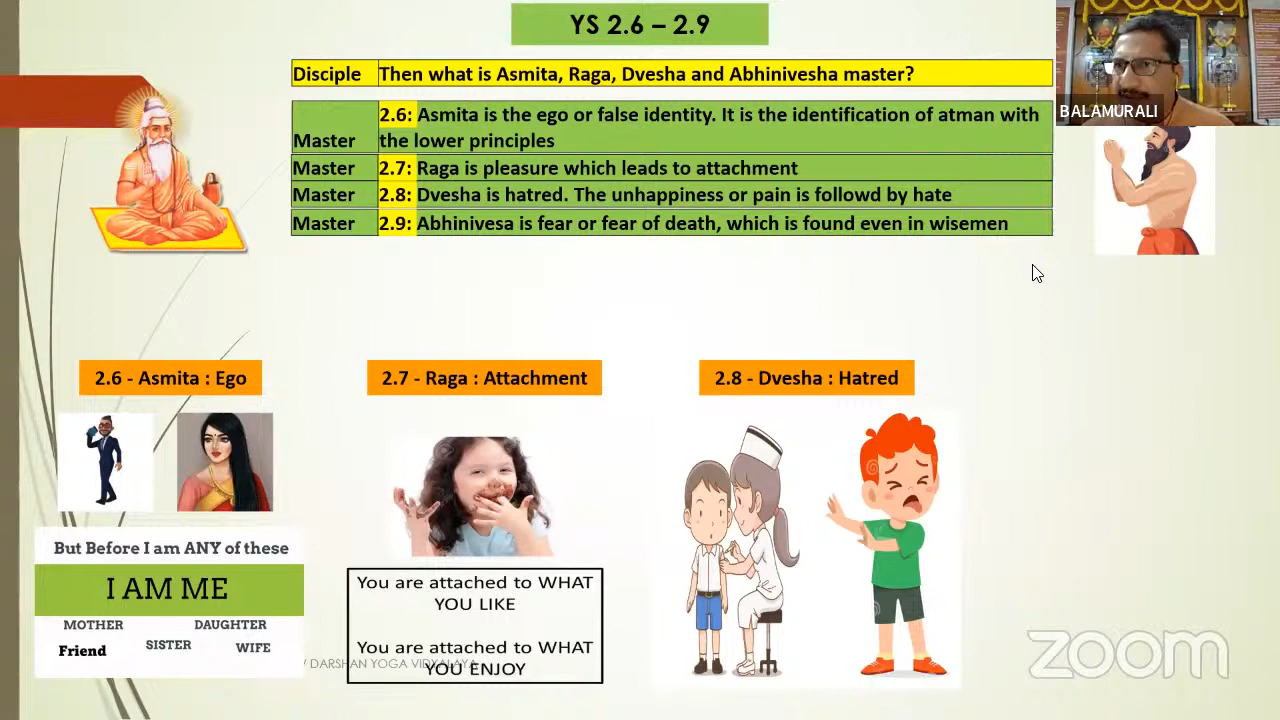 YS 2.6 – 2.9
Disciple Then what is Asmita, Raga, Dvesha and Abhinivesha master?
BALAMURALI
2.6: Asmita is the ego or false identity. It is the identification of atman with
Master the lower principles
Master 2.7: Raga is pleasure which leads to attachment
Master 2.8: Dvesha is hatred. The unhappiness or pain is followd by hate
Master 2.9: Abhinivesa is fear or fear of death, which is found even in wisemen
2.6 - Asmita : Ego
2.7 - Raga : Attachment
2.8 - Dvesha : Hatred
But Before I am ANY of these
I AM ME
MOTHER DAUGHTER
Friend SISTER WIFE
You are attached to WHAT
YOU LIKE
You are attached to WHAT
YOU ENJOY
DARSHAN YOGA VIDYALAYA
zoom